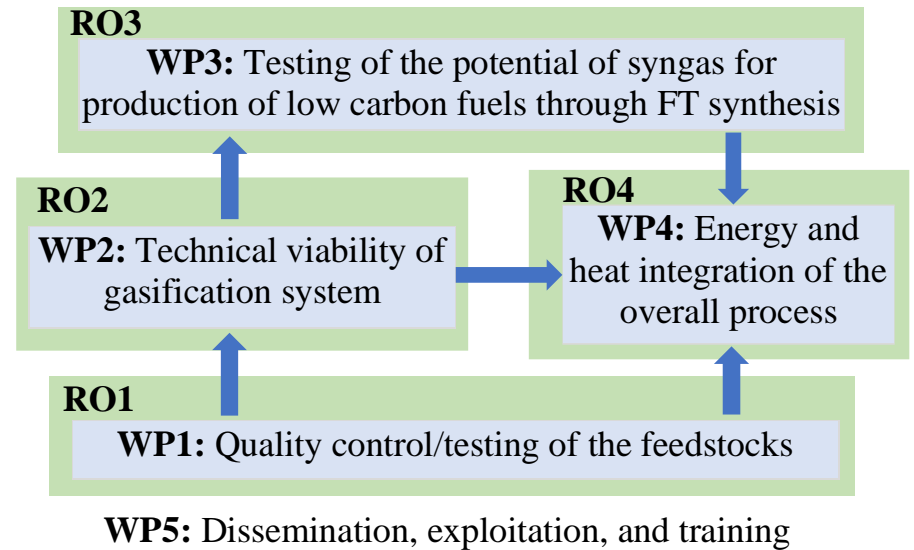 RO3
WP3: Testing of the potential of syngas for
production of low carbon fuels through FT synthesis
RO2
WP2: Technical viability of
gasification system
RO4
WP4: Energy and
heat integration of the
overall process
RO1
WP1: Quality control/testing of the feedstocks
WP5: Dissemination, exploitation, and training